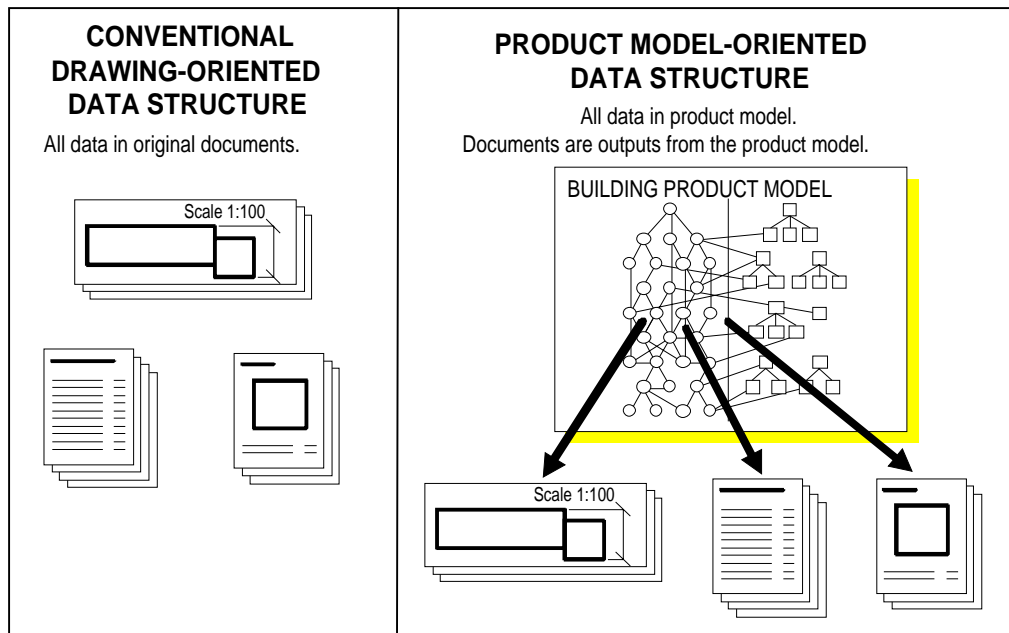 CONVENTIONAL
DRAWING-ORIENTED
DATA STRUCTURE
All data in original documents.
Scale 1:100
PRODUCT MODEL-ORIENTED
DATA STRUCTURE
All data in product model.
Documents are outputs from the product model.
BUILDING PRODUCT MODEL
Scale 1:100